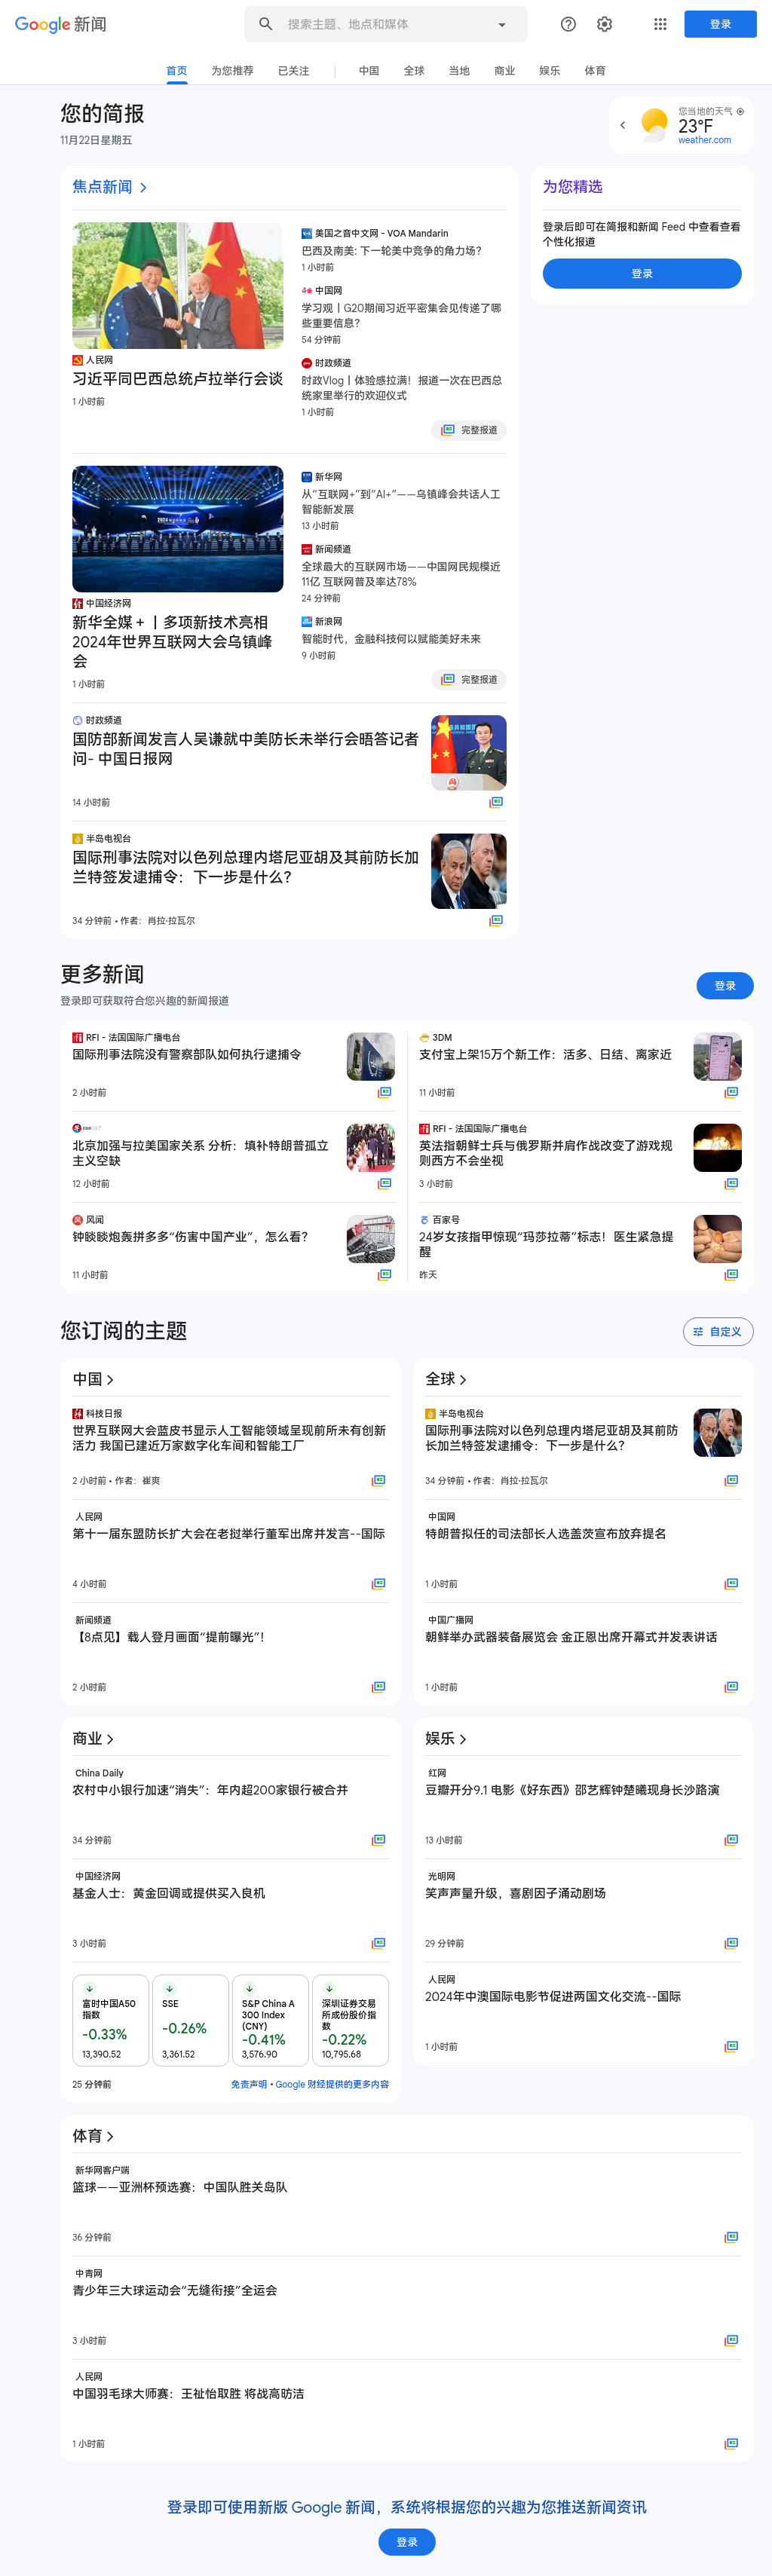 Google 新闻
搜索主题、地点和媒体
登录
首页
为您推荐
已关注
中国
全球
当地
商业
娱乐
体育
您的简报
11月22日星期五
您当地的天气
23°F
weather.com
焦点新闻
人民网
习近平同巴西总统卢拉举行会谈
1 小时前
美国之音中文网 - VOA Mandarin
巴西及南美: 下一轮美中竞争的角力场？
1 小时前
中国网
学习观丨G20期间习近平密集会见传递了哪
些重要信息？
54 分钟前
时政频道
时政Vlog丨体验感拉满！报道一次在巴西总
统家里举行的欢迎仪式
1 小时前
完整报道
中国经济网
新华全媒＋丨多项新技术亮相
2024年世界互联网大会乌镇峰
会
1 小时前
新华网
从“互联网+”到“AI+”——乌镇峰会共话人工
智能新发展
13 小时前
新闻频道
全球最大的互联网市场——中国网民规模近
11亿 互联网普及率达78%
24 分钟前
新浪网
智能时代，金融科技何以赋能美好未来
9 小时前
完整报道
时政频道
国防部新闻发言人吴谦就中美防长未举行会晤答记者
问- 中国日报网
14 小时前
半岛电视台
国际刑事法院对以色列总理内塔尼亚胡及其前防长加
兰特签发逮捕令：下一步是什么？
34 分钟前 • 作者：肖拉·拉瓦尔
为您精选
登录后即可在简报和新闻 Feed 中查看查看
个性化报道
登录
更多新闻
登录即可获取符合您兴趣的新闻报道
登录
RFI - 法国国际广播电台
国际刑事法院没有警察部队如何执行逮捕令
2 小时前
北京加强与拉美国家关系 分析：填补特朗普孤立
主义空缺
12 小时前
风闻
钟睒睒炮轰拼多多“伤害中国产业”，怎么看？
11 小时前
3DM
支付宝上架15万个新工作：活多、日结、离家近
11 小时前
RFI - 法国国际广播电台
英法指朝鲜士兵与俄罗斯并肩作战改变了游戏规
则西方不会坐视
3 小时前
百家号
24岁女孩指甲惊现“玛莎拉蒂”标志！医生紧急提
醒
昨天
您订阅的主题
自定义
中国
科技日报
世界互联网大会蓝皮书显示人工智能领域呈现前所未有创新
活力 我国已建近万家数字化车间和智能工厂
2 小时前 • 作者：崔爽
人民网
第十一届东盟防长扩大会在老挝举行董军出席并发言--国际
4 小时前
新闻频道
【8点见】载人登月画面“提前曝光”！
2 小时前
全球
半岛电视台
国际刑事法院对以色列总理内塔尼亚胡及其前防
长加兰特签发逮捕令：下一步是什么？
34 分钟前 • 作者：肖拉·拉瓦尔
中国网
特朗普拟任的司法部长人选盖茨宣布放弃提名
1 小时前
中国广播网
朝鲜举办武器装备展览会 金正恩出席开幕式并发表讲话
1 小时前
商业
China Daily
农村中小银行加速“消失”：年内超200家银行被合并
34 分钟前
中国经济网
基金人士：黄金回调或提供买入良机
3 小时前
富时中国A50
指数
-0.33%
13,390.52
SSE
-0.26%
3,361.52
S&P China A
300 Index
(CNY)
-0.41%
3,576.90
深圳证券交易
所成份股价指
数
-0.22%
10,795.68
25 分钟前
免责声明 • Google 财经提供的更多内容
娱乐
红网
豆瓣开分9.1 电影《好东西》邵艺辉钟楚曦现身长沙路演
13 小时前
光明网
笑声声量升级，喜剧因子涌动剧场
29 分钟前
人民网
2024年中澳国际电影节促进两国文化交流--国际
1 小时前
体育
新华网客户端
篮球——亚洲杯预选赛：中国队胜关岛队
36 分钟前
中青网
青少年三大球运动会“无缝衔接”全运会
3 小时前
人民网
中国羽毛球大师赛：王祉怡取胜 将战高昉洁
1 小时前
登录即可使用新版 Google 新闻，系统将根据您的兴趣为您推送新闻资讯
登录